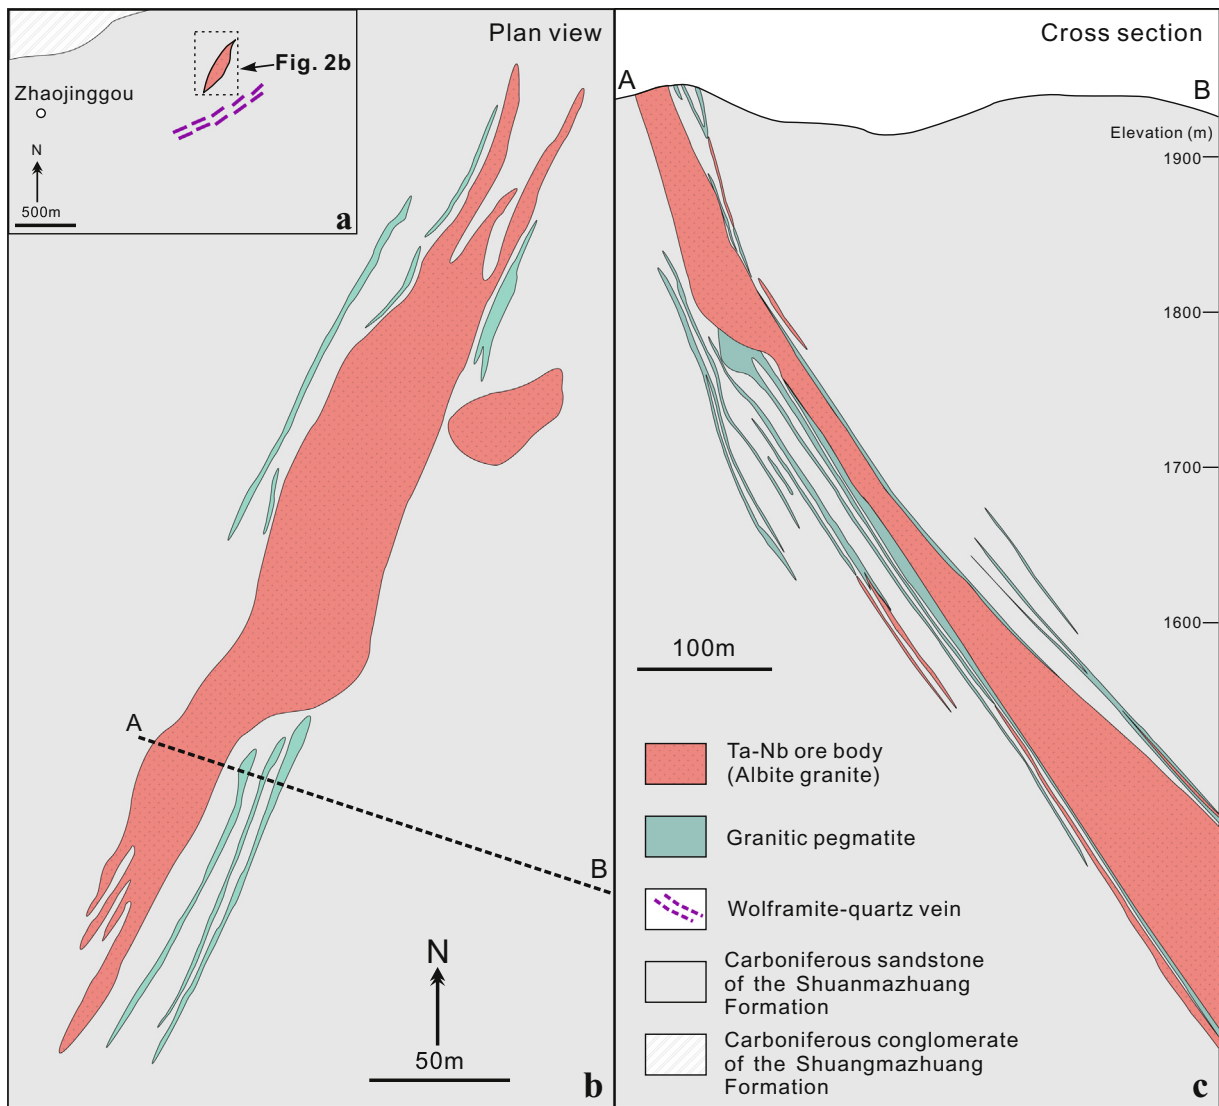 Fig. 2b
Zhaojinggou
N
500m
a
Plan view
A
B
N
50m
b
Cross section
A
B
Elevation (m)
1900
1800
1700
1600
100m
Ta-Nb ore body
(Albite granite)
Granitic pegmatite
Wolframite-quartz vein
Carboniferous sandstone
of the Shuanmazhuang
Formation
Carboniferous conglomerate
of the Shuangmazhuang
Formation
c